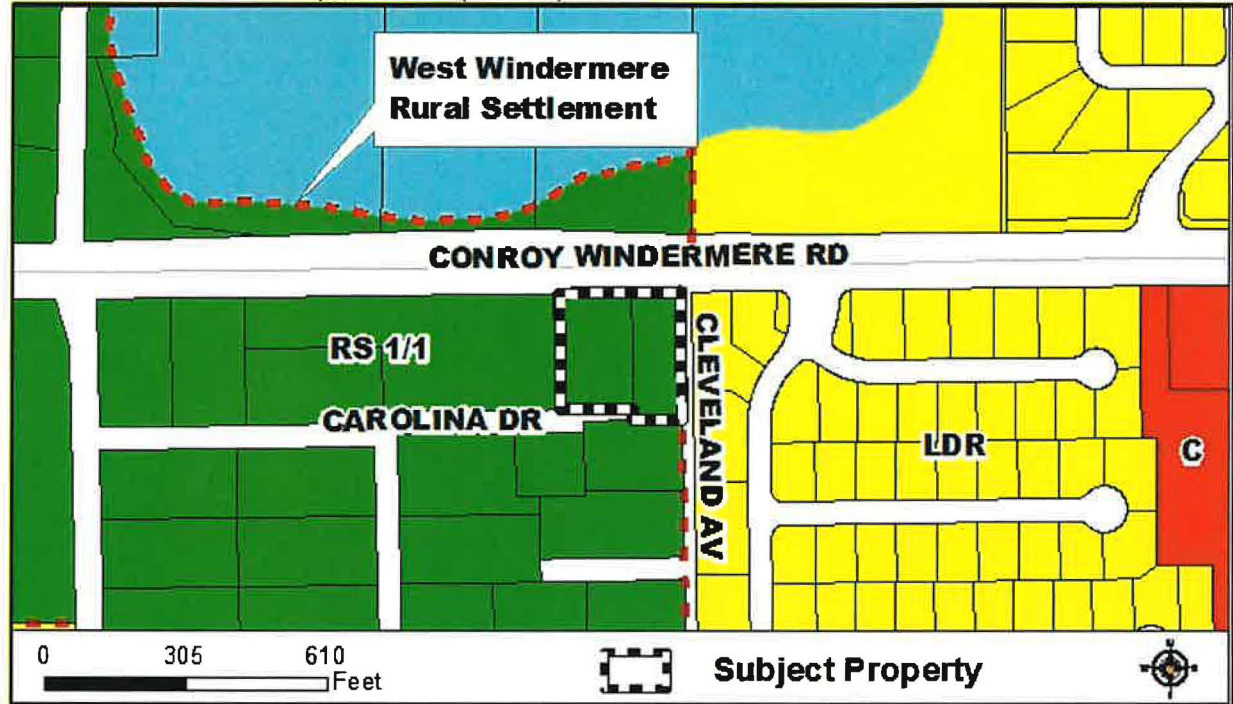 West Windermere
Rural Settlement
CONROY WINDERMERE RD
RS 1/1
CAROLINA DR
CLEVELAND AV
LDR
C
0 305 610
Feet
Subject Property